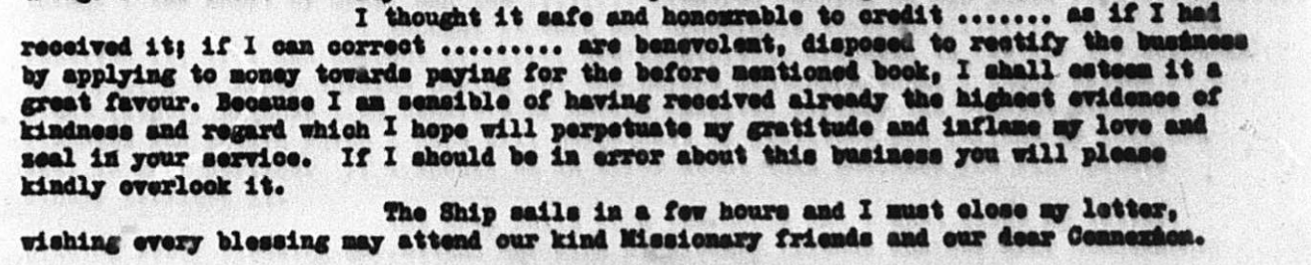 I thought it safe and honourable to credit ....... as if I had
received it; if I can correct ......... are benevolent, disposed to rectify the business
by applying to money towards paying for the before mentioned book, I shall esteem it a
great favour. Because I am sensible of having received already the highest evidence of
kindness and regard which I hope will perpetuate my gratitude and inflame my love and
zeal in your service. If I should be in error about this business you will please
kindly overlook it.
The Ship sails in a few hours and I must close my letter,
wishing every blessing may attend our kind Missionary friends and our dear Connexion.